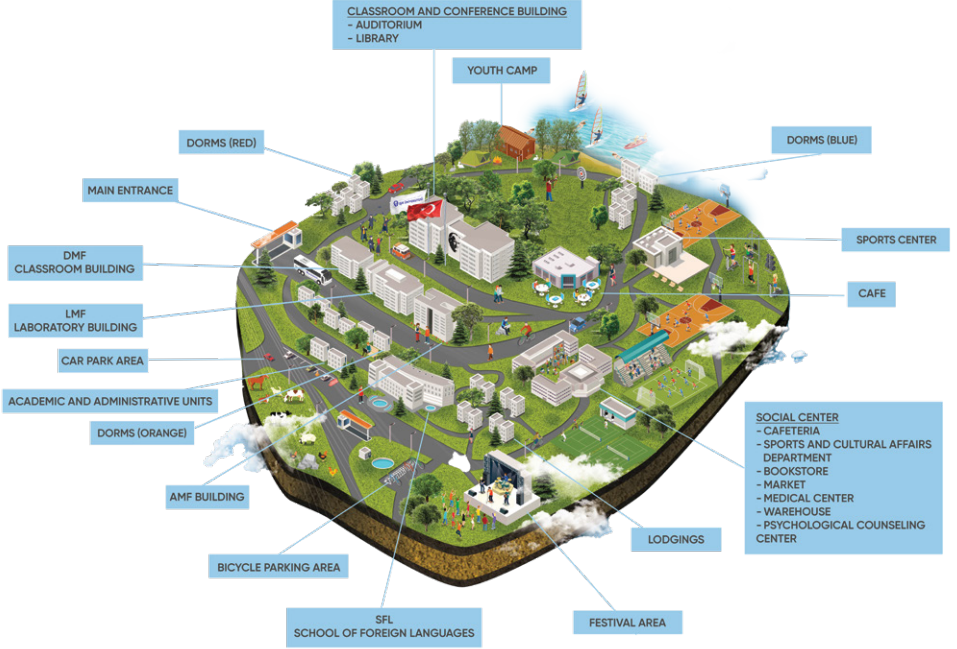 CLASSROOM AND CONFERENCE BUILDING
- AUDITORIUM
- LIBRARY
YOUTH CAMP
DORMS (RED)
DORMS (BLUE)
MAIN ENTRANCE
SPORTS CENTER
DMF
CLASSROOM BUILDING
CAFE
LMF
LABORATORY BUILDING
CAR PARK AREA
ACADEMIC AND ADMINISTRATIVE UNITS
DORMS (ORANGE)
SOCIAL CENTER
- CAFETERIA
- SPORTS AND CULTURAL AFFAIRS
DEPARTMENT
- BOOKSTORE
- MARKET
- MEDICAL CENTER
- WAREHOUSE
- PSYCHOLOGICAL COUNSELING
CENTER
AMF BUILDING
LODGINGS
BICYCLE PARKING AREA
SFL
SCHOOL OF FOREIGN LANGUAGES
FESTIVAL AREA